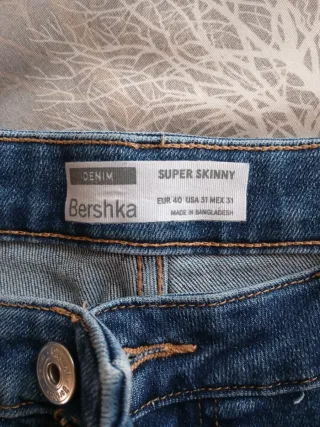 DENIM SUPER SKINNY
Bershka EUR 40 USA 31 MEX 31
MADE IN BANGLADESH